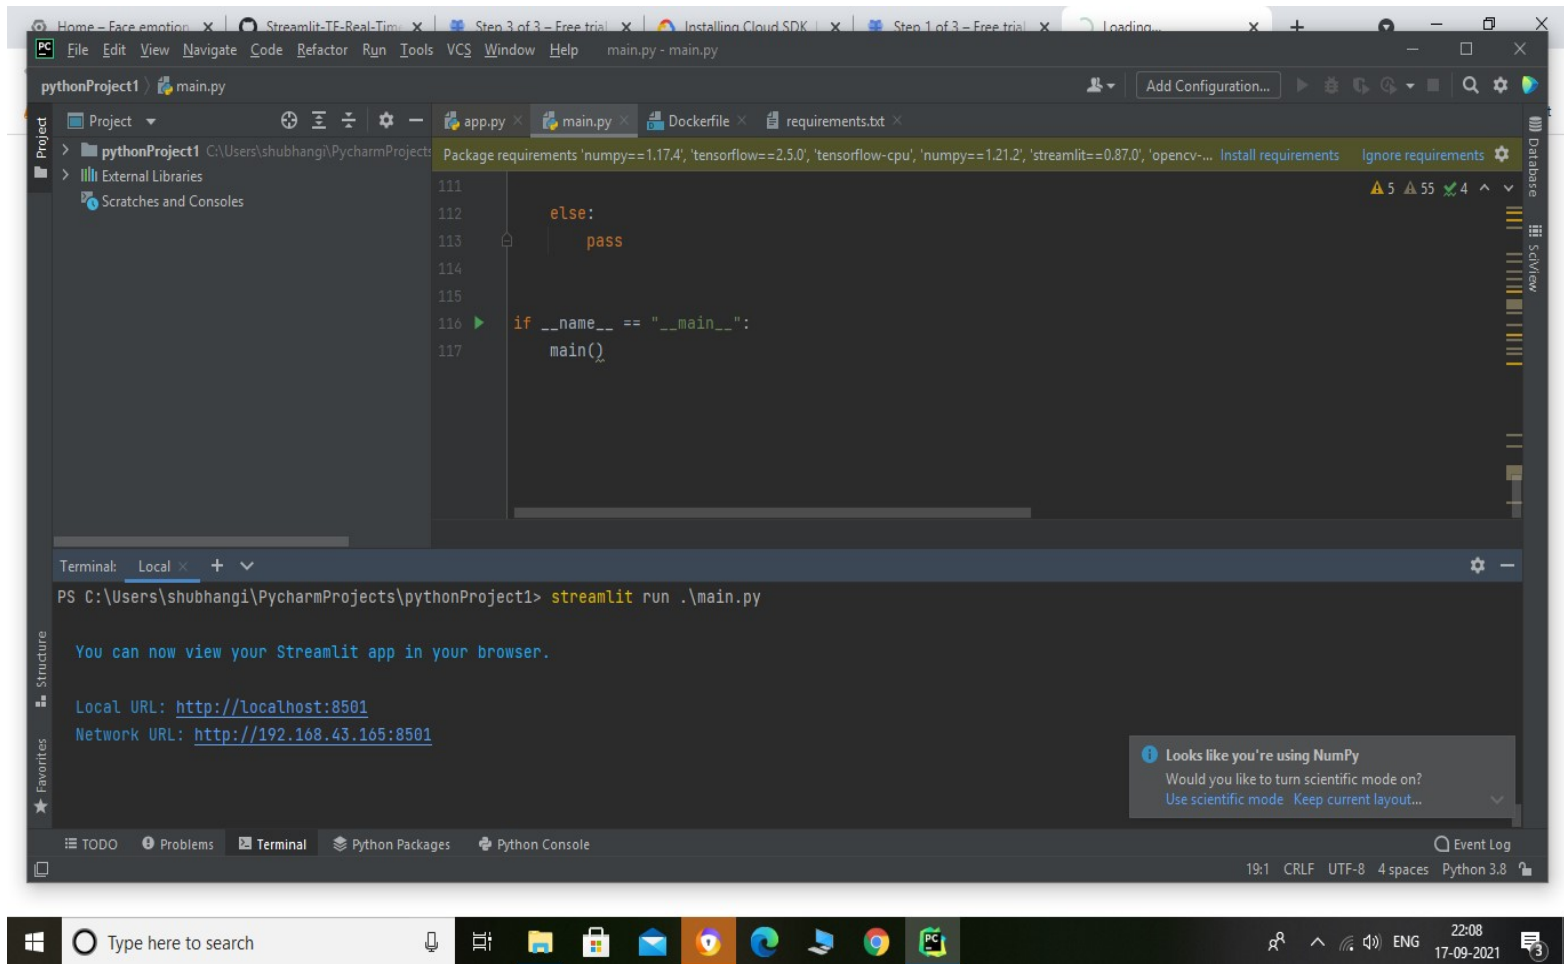 Home – Face emotion
Streamlit-TF-Real-Time
Step 3 of 3 – Free trial
Installing Cloud SDK |
Step 1 of 3 – Free trial
Loading...
PC File Edit View Navigate Code Refactor Run Tools VCS Window Help main.py - main.py
pythonProject1 main.py
Add Configuration...
Project
Project
app.py
main.py
Dockerfile
requirements.txt
pythonProject1 C:\Users\shubhangi\PycharmProjects
External Libraries
Scratches and Consoles
Package requirements 'numpy==1.17.4', 'tensorflow==2.5.0', 'tensorflow-cpu', 'numpy==1.21.2', 'streamlit==0.87.0', 'opencv-... Install requirements Ignore requirements
5 55 4
Database
SciView
111
112 else:
113 pass
114
115
116 if __name__ == "__main__":
117 main()
Terminal: Local
PS C:\Users\shubhangi\PycharmProjects\pythonProject1> streamlit run .\main.py
You can now view your Streamlit app in your browser.
Local URL: http://localhost:8501
Network URL: http://192.168.43.165:8501
Structure
Favorites
Looks like you're using NumPy
Would you like to turn scientific mode on?
Use scientific mode Keep current layout...
TODO Problems Terminal Python Packages Python Console Event Log
19:1 CRLF UTF-8 4 spaces Python 3.8
Type here to search
PC
ENG
22:08
17-09-2021
3